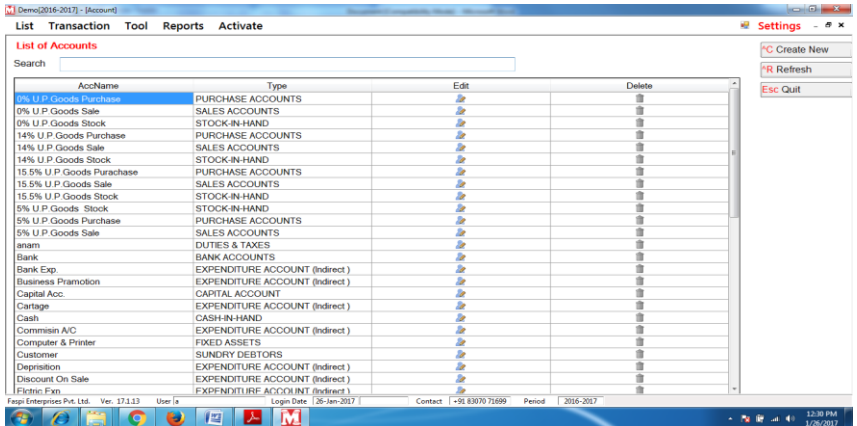 Demo[2016-2017] - [Account]
List Transaction Tool Reports Activate
Settings
List of Accounts
Search
^C Create New
^R Refresh
Esc Quit
AccName Type Edit Delete
0% U.P.Goods Purchase PURCHASE ACCOUNTS
0% U.P.Goods Sale SALES ACCOUNTS
0% U.P.Goods Stock STOCK-IN-HAND
14% U.P.Goods Purchase PURCHASE ACCOUNTS
14% U.P.Goods Sale SALES ACCOUNTS
14% U.P.Goods Stock STOCK-IN-HAND
15.5% U.P.Goods Purachase PURCHASE ACCOUNTS
15.5% U.P.Goods Sale SALES ACCOUNTS
15.5% U.P.Goods Stock STOCK-IN-HAND
5% U.P.Goods Stock STOCK-IN-HAND
5% U.P.Goods Purchase PURCHASE ACCOUNTS
5% U.P.Goods Sale SALES ACCOUNTS
anam DUTIES & TAXES
Bank BANK ACCOUNTS
Bank Exp. EXPENDITURE ACCOUNT (Indirect )
Business Pramotion EXPENDITURE ACCOUNT (Indirect )
Capital Acc. CAPITAL ACCOUNT
Cartage EXPENDITURE ACCOUNT (Indirect )
Cash CASH-IN-HAND
Commisin A/C EXPENDITURE ACCOUNT (Indirect )
Computer & Printer FIXED ASSETS
Customer SUNDRY DEBTORS
Deprisition EXPENDITURE ACCOUNT (Indirect )
Discount On Sale EXPENDITURE ACCOUNT (Indirect )
Elctric Exp EXPENDITURE ACCOUNT (Indirect )
Faspi Enterprises Pvt. Ltd. Ver. 17.1.13 User a Login Date 26-Jan-2017 Contact +91 83070 71699 Period 2016-2017
12:30 PM
1/26/2017